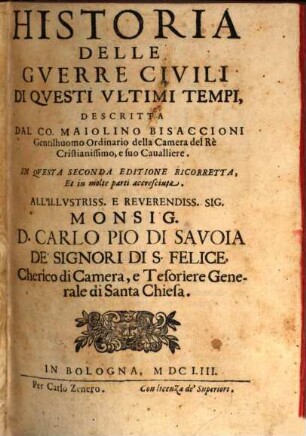 HISTORIA
DELLE
GVERRE CIVILI
DI QVESTI VLTIMI TEMPI,
DESCRITTA
DAL CO. MAIOLINO BISACCIONI
Gentilhuomo Ordinario della Camera del Rè
Cristianissimo, e suo Caualliere.
IN QVESTA SECONDA EDITIONE RICORRETTA,
Et in molte parti accresciuta.
ALL'ILLVSTRISS. E REVERENDISS. SIG.
MONSIG.
D. CARLO PIO DI SAVOIA
DE' SIGNORI DI S. FELICE.
Cherico di Camera, e Tesoriere Gene-
rale di Santa Chiesa.
IN BOLOGNA, M DC LIII.
Per Carlo Zenero. Con licenza de' Superiori.